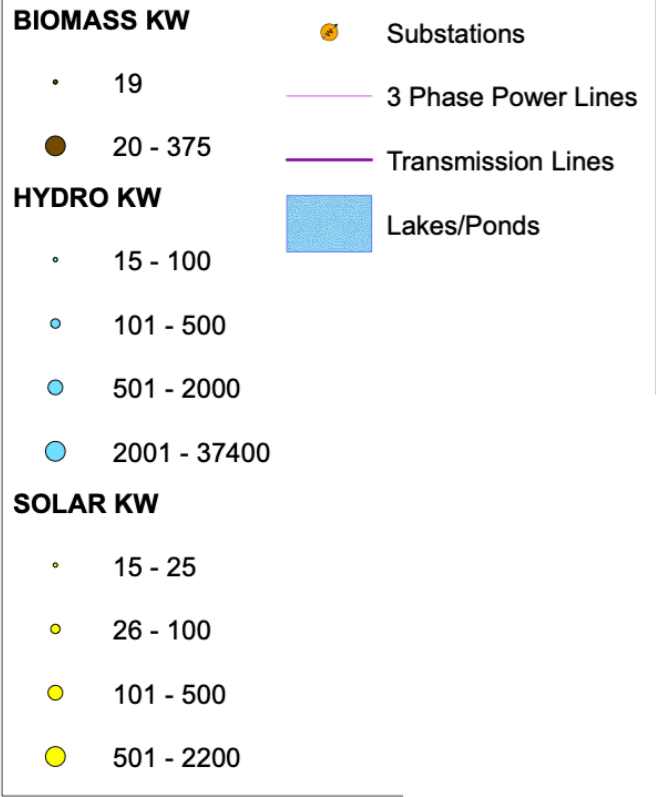 BIOMASS KW
19
20 - 375
HYDRO KW
15 - 100
101 - 500
501 - 2000
2001 - 37400
SOLAR KW
15 - 25
26 - 100
101 - 500
501 - 2200
Substations
3 Phase Power Lines
Transmission Lines
Lakes/Ponds